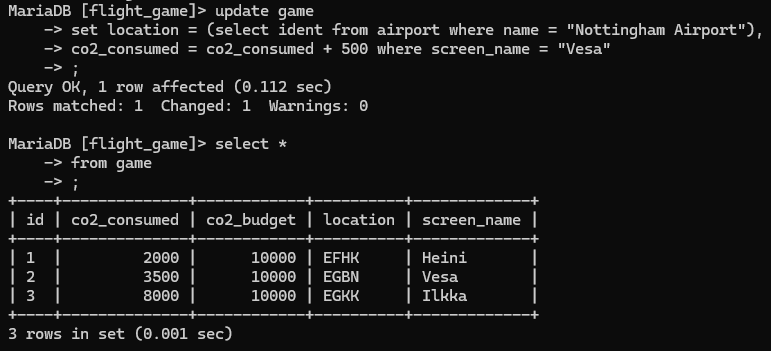 MariaDB [flight_game]> update game
    -> set location = (select ident from airport where name = "Nottingham Airport"),
    -> co2_consumed = co2_consumed + 500 where screen_name = "Vesa"
    -> ;
Query OK, 1 row affected (0.112 sec)
Rows matched: 1  Changed: 1  Warnings: 0

MariaDB [flight_game]> select *
    -> from game
    -> ;
+----+--------------+------------+----------+-------------+
| id | co2_consumed | co2_budget | location | screen_name |
+----+--------------+------------+----------+-------------+
| 1  |         2000 |      10000 | EFHK     | Heini       |
| 2  |         3500 |      10000 | EGBN     | Vesa        |
| 3  |         8000 |      10000 | EGKK     | Ilkka       |
+----+--------------+------------+----------+-------------+
3 rows in set (0.001 sec)